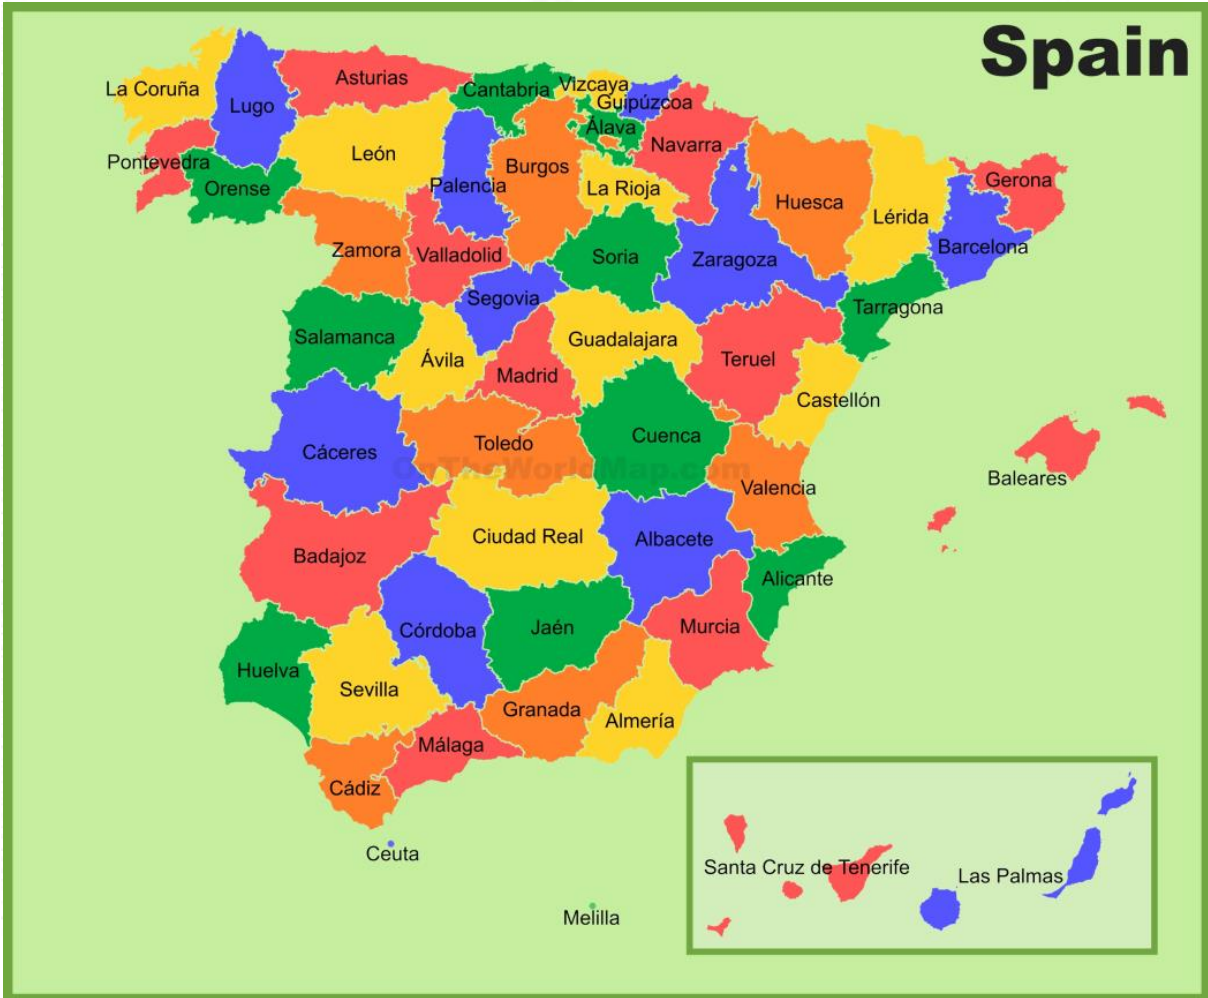 Spain
La Coruña
Lugo
Asturias
Cantabria
Vizcaya
Guipúzcoa
Álava
Navarra
Pontevedra
Orense
León
Palencia
Burgos
La Rioja
Huesca
Lérida
Gerona
Barcelona
Zamora
Valladolid
Soria
Zaragoza
Segovia
Tarragona
Salamanca
Ávila
Guadalajara
Teruel
Madrid
Castellón
Cáceres
Toledo
Cuenca
OnTheWorldMap.com
Valencia
Baleares
Badajoz
Ciudad Real
Albacete
Alicante
Huelva
Córdoba
Jaén
Murcia
Sevilla
Granada
Almería
Málaga
Cádiz
Ceuta
Melilla
Santa Cruz de Tenerife
Las Palmas